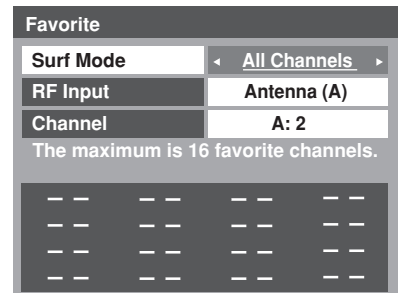 Favorite
Surf Mode ◂ All Channels ▸
RF Input Antenna (A)
Channel A: 2
The maximum is 16 favorite channels.
– – – – – – – –
– – – – – – – –
– – – – – – – –
– – – – – – – –